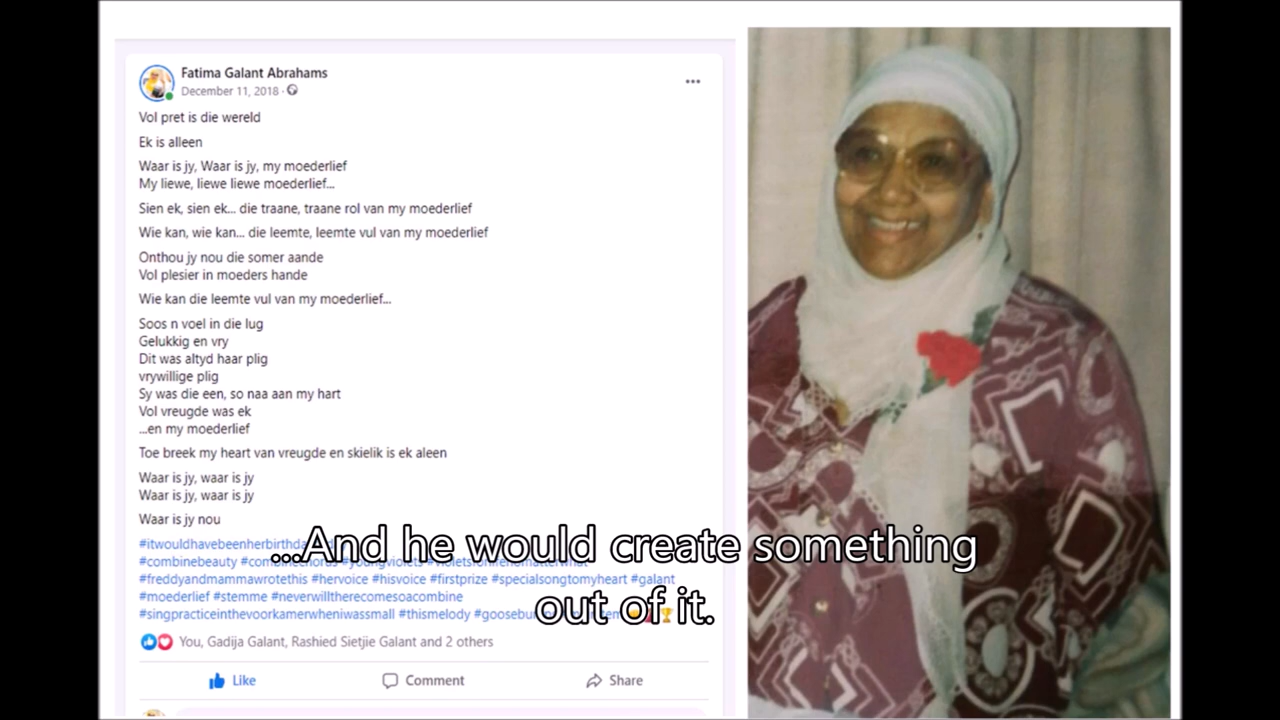 Fatima Galant Abrahams
December 11, 2018 ·
Vol pret is die wereld
Ek is alleen
Waar is jy, Waar is jy, my moederlief
My liewe, liewe liewe moederlief...
Sien ek, sien ek... die traane, traane rol van my moederlief
Wie kan, wie kan... die leemte, leemte vul van my moederlief
Onthou jy nou die somer aande
Vol plesier in moeders hande
Wie kan die leemte vul van my moederlief...
Soos n voel in die lug
Gelukkig en vry
Dit was altyd haar plig
vrywillige plig
Sy was die een, so naa aan my hart
Vol vreugde was ek
...en my moederlief
Toe breek my heart van vreugde en skielik is ek aleen
Waar is jy, waar is jy
Waar is jy, waar is jy
Waar is jy nou
#combinebeauty
#freddyandmammawrotethis #hervoice #hisvoice #firstprize #specialsongtomyheart #galant
#moederlief #stemme #neverwilltherecomesoacombine
#singpracticeinthevoorkamerwheniwassmall #thismelody
...And he would create something
out of it.
You, Gadija Galant, Rashied Sietjie Galant and 2 others
Like Comment Share